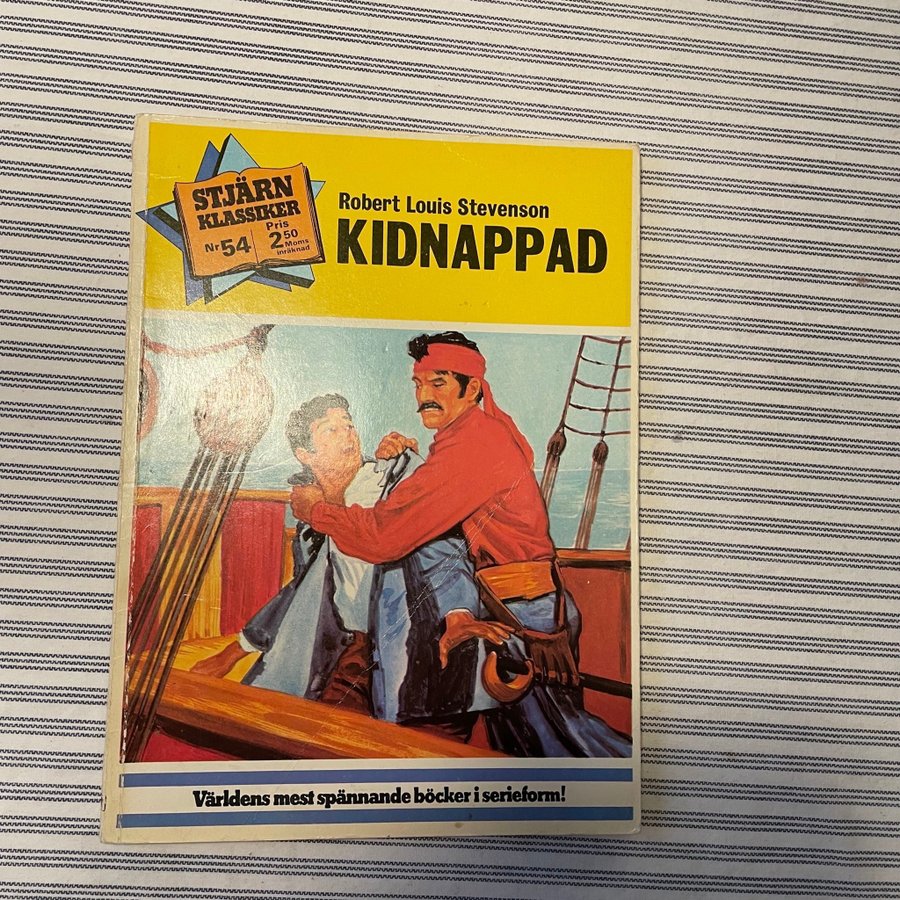 STJÄRN
KLASSIKER
Nr 54
Pris
2 50
Moms
inräknad
Robert Louis Stevenson
KIDNAPPAD
Världens mest spännande böcker i serieform!